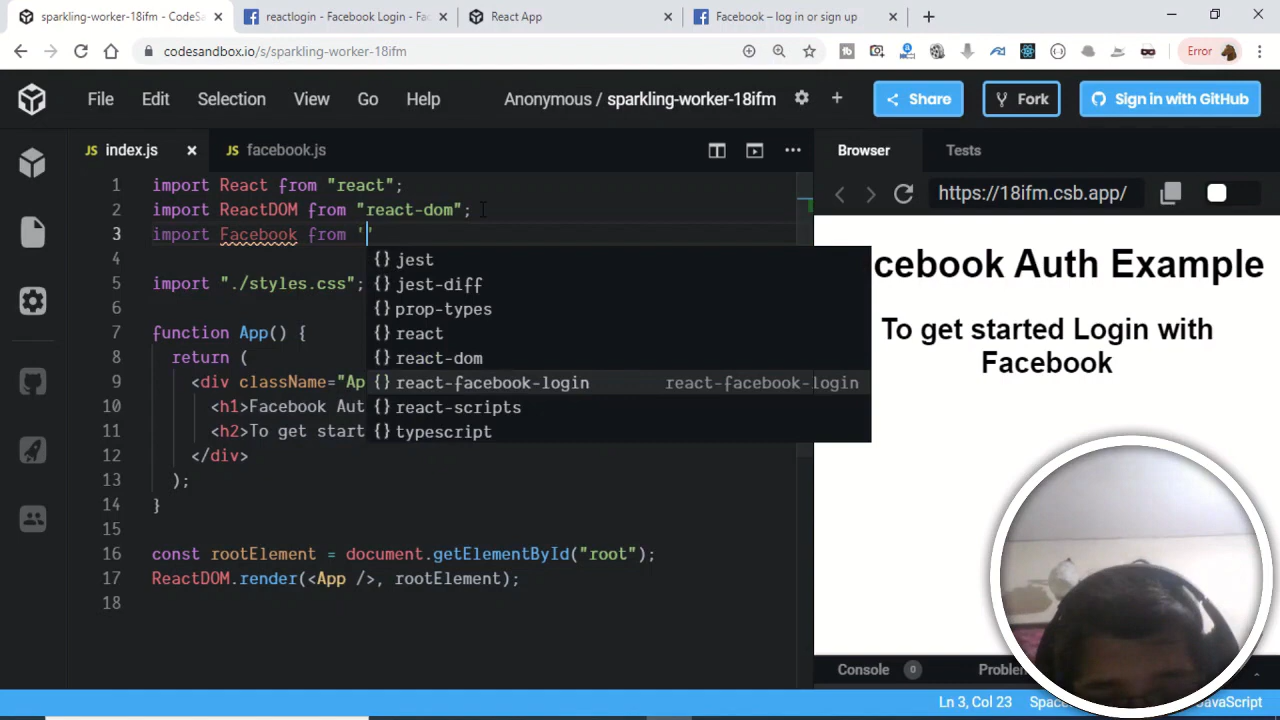 sparkling-worker-18ifm - CodeSa
reactlogin - Facebook Login - Fac
React App
Facebook – log in or sign up
codesandbox.io/s/sparkling-worker-18ifm
Error
File Edit Selection View Go Help
Anonymous / sparkling-worker-18ifm
Share
Fork
Sign in with GitHub
JS index.js
JS facebook.js
Browser
Tests
https://18ifm.csb.app/
1 import React from "react";
2 import ReactDOM from "react-dom";
3 import Facebook from ''
4
5 import "./styles.css";
6
7 function App() {
8 return (
9 <div className="Ap
10 <h1>Facebook Aut
11 <h2>To get start
12 </div>
13 );
14 }
15
16 const rootElement = document.getElementById("root");
17 ReactDOM.render(<App />, rootElement);
18
{} jest
{} jest-diff
{} prop-types
{} react
{} react-dom
{} react-facebook-login react-facebook-login
{} react-scripts
{} typescript
cebook Auth Example
To get started Login with
Facebook
Console 0
Problem
Ln 3, Col 23
Space
JavaScript